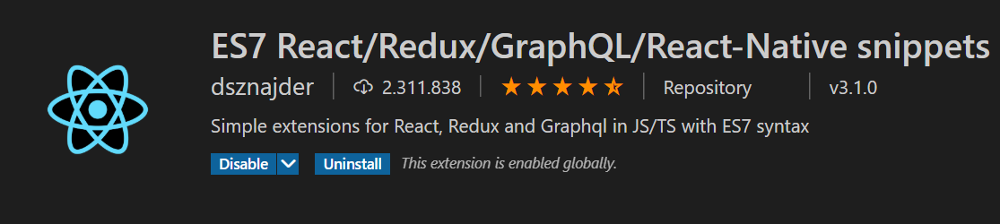 ES7 React/Redux/GraphQL/React-Native snippets
dsznajder 2.311.838 Repository v3.1.0
Simple extensions for React, Redux and Graphql in JS/TS with ES7 syntax
Disable Uninstall This extension is enabled globally.